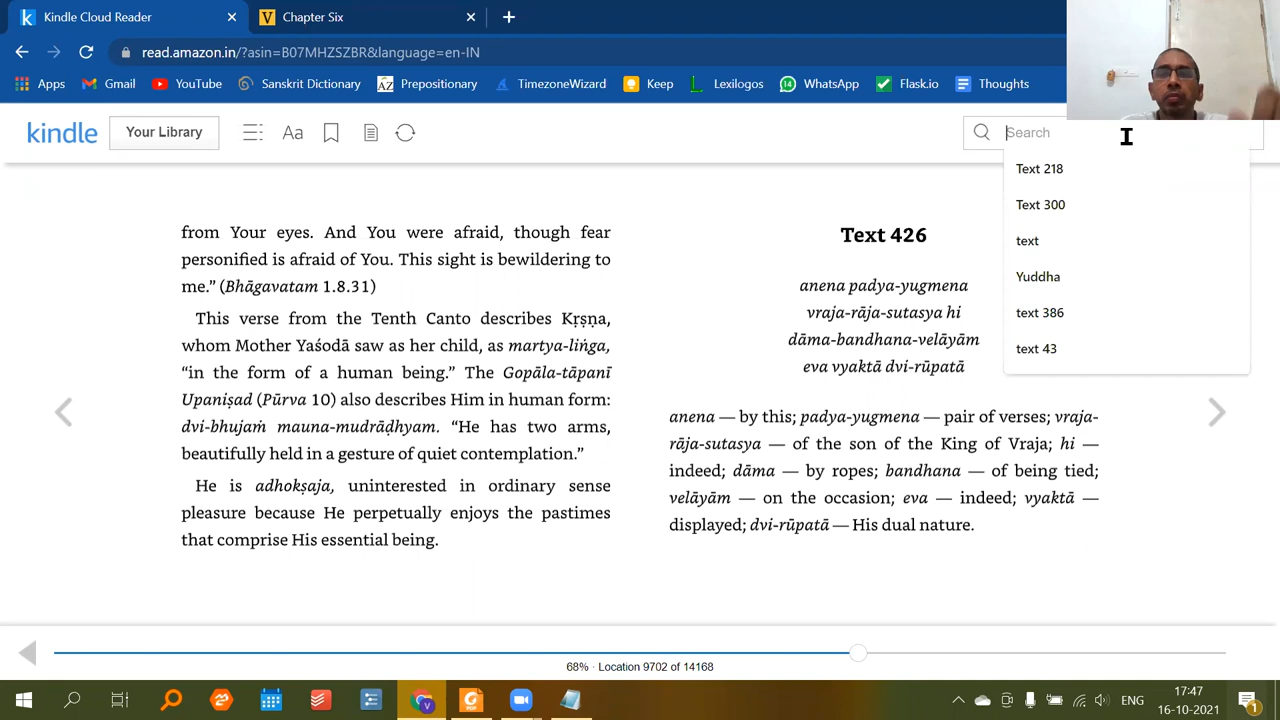 Kindle Cloud Reader
Chapter Six
read.amazon.in/?asin=B07MHZSZBR&language=en-IN
Apps
Gmail
YouTube
Sanskrit Dictionary
Prepositionary
TimezoneWizard
Keep
Lexilogos
14
WhatsApp
Flask.io
Thoughts
kindle
Your Library
Aa
Search
Text 218
Text 300
text
Yuddha
text 386
text 43
from Your eyes. And You were afraid, though fear
personified is afraid of You. This sight is bewildering to
me.” (Bhāgavatam 1.8.31)
This verse from the Tenth Canto describes Kṛṣṇa,
whom Mother Yaśodā saw as her child, as martya-liṅga,
“in the form of a human being.” The Gopāla-tāpanī
Upaniṣad (Pūrva 10) also describes Him in human form:
dvi-bhujaṁ mauna-mudrāḍhyam. “He has two arms,
beautifully held in a gesture of quiet contemplation.”
He is adhokṣaja, uninterested in ordinary sense
pleasure because He perpetually enjoys the pastimes
that comprise His essential being.
Text 426
anena padya-yugmena
vraja-rāja-sutasya hi
dāma-bandhana-velāyām
eva vyaktā dvi-rūpatā
anena — by this; padya-yugmena — pair of verses; vraja-
rāja-sutasya — of the son of the King of Vraja; hi —
indeed; dāma — by ropes; bandhana — of being tied;
velāyām — on the occasion; eva — indeed; vyaktā —
displayed; dvi-rūpatā — His dual nature.
68% · Location 9702 of 14168
ENG
17:47
16-10-2021
1